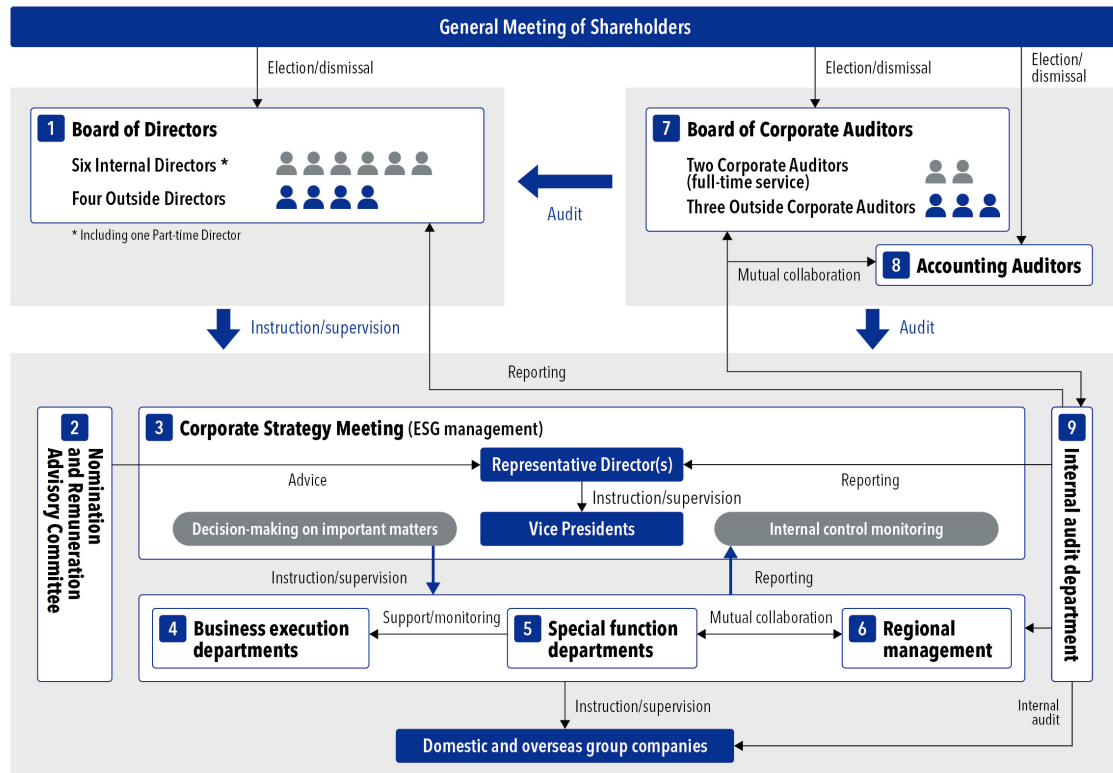 General Meeting of Shareholders
Election/dismissal
Election/dismissal
Election/
dismissal
1 Board of Directors
Six Internal Directors *
Four Outside Directors
* Including one Part-time Director
Audit
7 Board of Corporate Auditors
Two Corporate Auditors
(full-time service)
Three Outside Corporate Auditors
Mutual collaboration
8 Accounting Auditors
Instruction/supervision
Audit
Reporting
2
Nomination
and Remuneration
Advisory Committee
3 Corporate Strategy Meeting (ESG management)
Advice
Representative Director(s)
Reporting
Instruction/supervision
Decision-making on important matters
Vice Presidents
Internal control monitoring
Instruction/supervision
Reporting
4 Business execution
departments
Support/monitoring
5 Special function
departments
Mutual collaboration
6 Regional
management
9
Internal audit department
Instruction/supervision
Internal
audit
Domestic and overseas group companies